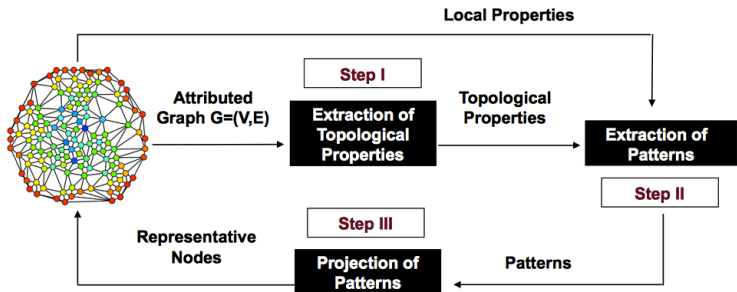 Local Properties
Step I
Attributed
Graph G=(V,E)
Extraction of
Topological
Properties
Topological
Properties
Extraction of
Patterns
Step II
Step III
Representative
Nodes
Projection of
Patterns
Patterns